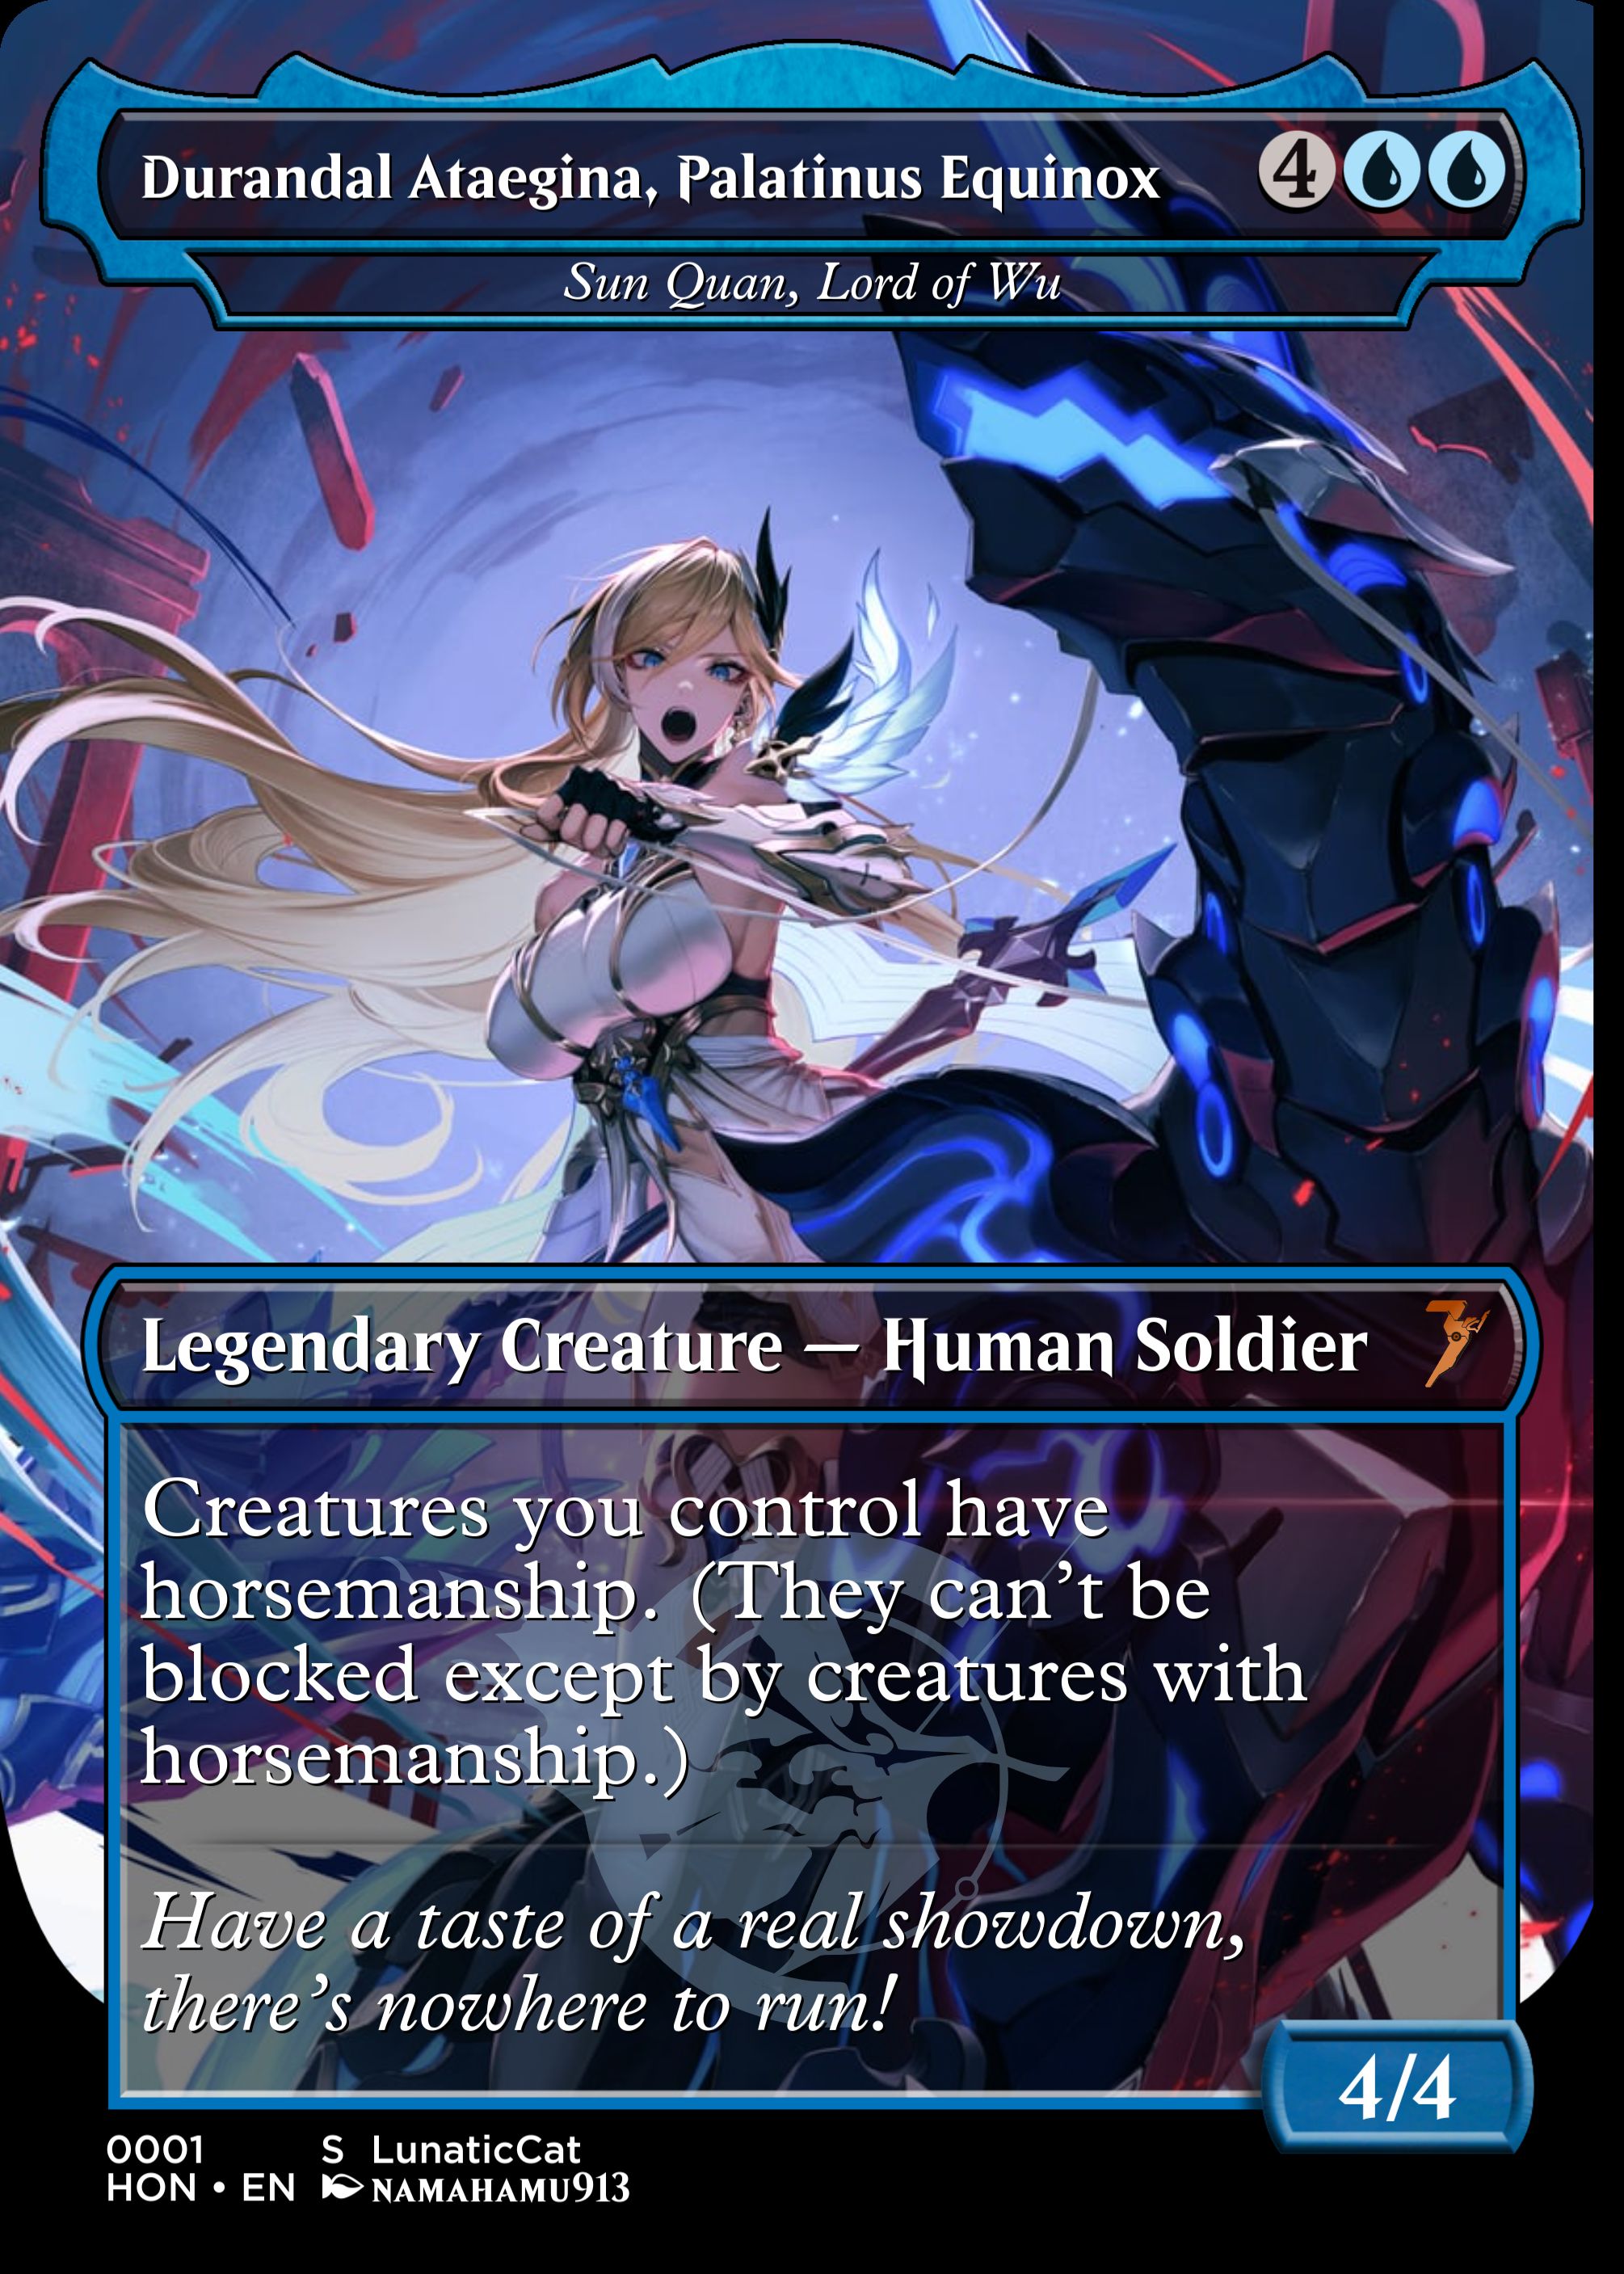 Durandal Ataegina, Palatinus Equinox 4
Sun Quan, Lord of Wu
Legendary Creature — Human Soldier
Creatures you control have
horsemanship. (They can't be
blocked except by creatures with
horsemanship.)
Have a taste of a real showdown,
there's nowhere to run!
4/4
0001 S LunaticCat
HON • EN NAMAHAMU913